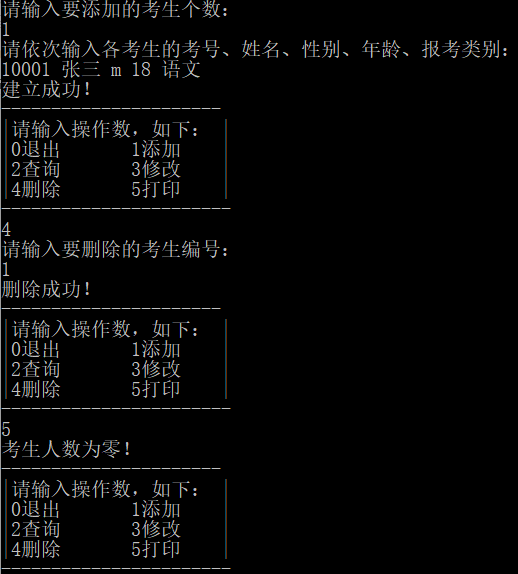 请输入要添加的考生个数：
1
请依次输入各考生的考号、姓名、性别、年龄、报考类别：
10001 张三 m 18 语文
建立成功！
----------------------
|请输入操作数，如下： |
|0退出 1添加 |
|2查询 3修改 |
|4删除 5打印 |
-----------------------
4
请输入要删除的考生编号：
1
删除成功！
----------------------
|请输入操作数，如下： |
|0退出 1添加 |
|2查询 3修改 |
|4删除 5打印 |
-----------------------
5
考生人数为零！
----------------------
|请输入操作数，如下： |
|0退出 1添加 |
|2查询 3修改 |
|4删除 5打印 |
-----------------------